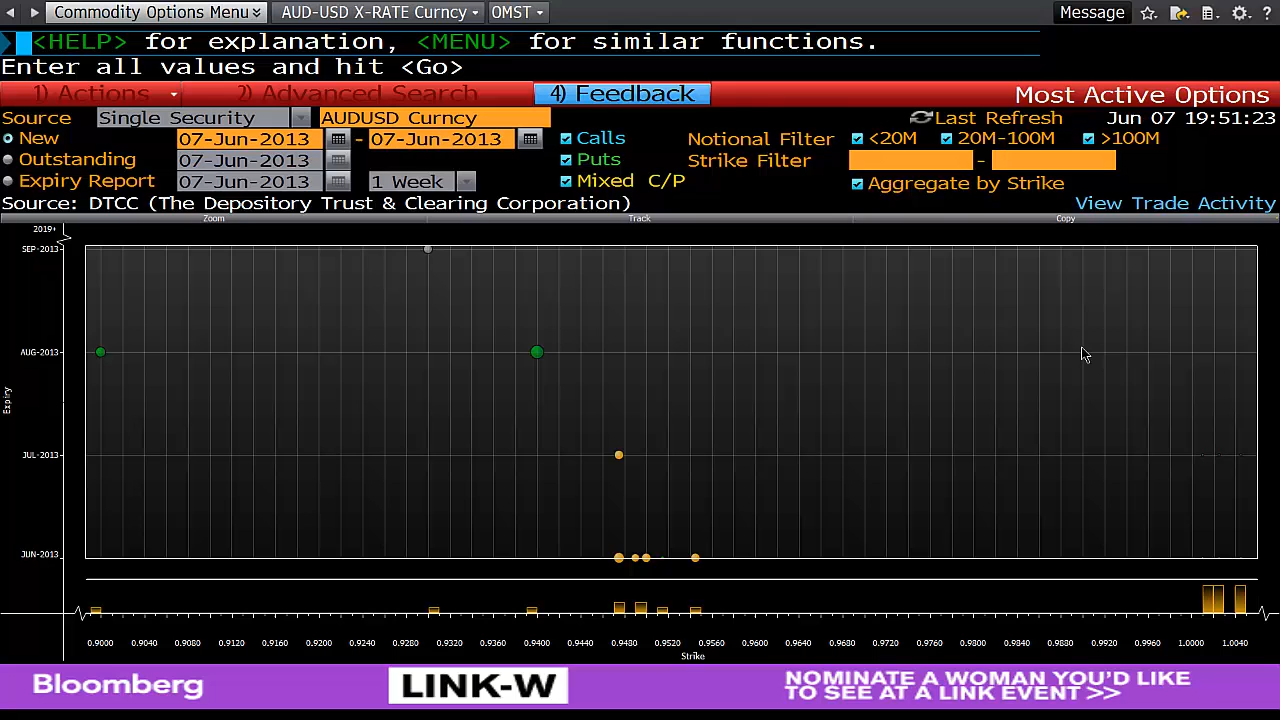 Commodity Options Menu AUD-USD X-RATE Curncy OMST Message ?
<HELP> for explanation, <MENU> for similar functions.
Enter all values and hit <Go>
1) Actions 2) Advanced Search 4) Feedback Most Active Options
Source Single Security AUDUSD Curncy Last Refresh Jun 07 19:51:23
New 07-Jun-2013 - 07-Jun-2013 Calls Notional Filter <20M 20M-100M >100M
Outstanding 07-Jun-2013 Puts Strike Filter -
Expiry Report 07-Jun-2013 1 Week Mixed C/P Aggregate by Strike
Source: DTCC (The Depository Trust & Clearing Corporation) View Trade Activity
Zoom Track Copy
2019+
SEP-2013
AUG-2013
Expiry
JUL-2013
JUN-2013
0.9000 0.9040 0.9080 0.9120 0.9160 0.9200 0.9240 0.9280 0.9320 0.9360 0.9400 0.9440 0.9480 0.9520 0.9560 0.9600 0.9640 0.9680 0.9720 0.9760 0.9800 0.9840 0.9880 0.9920 0.9960 1.0000 1.0040
Strike
Bloomberg LINK-W NOMINATE A WOMAN YOU'D LIKE
TO SEE AT A LINK EVENT >>